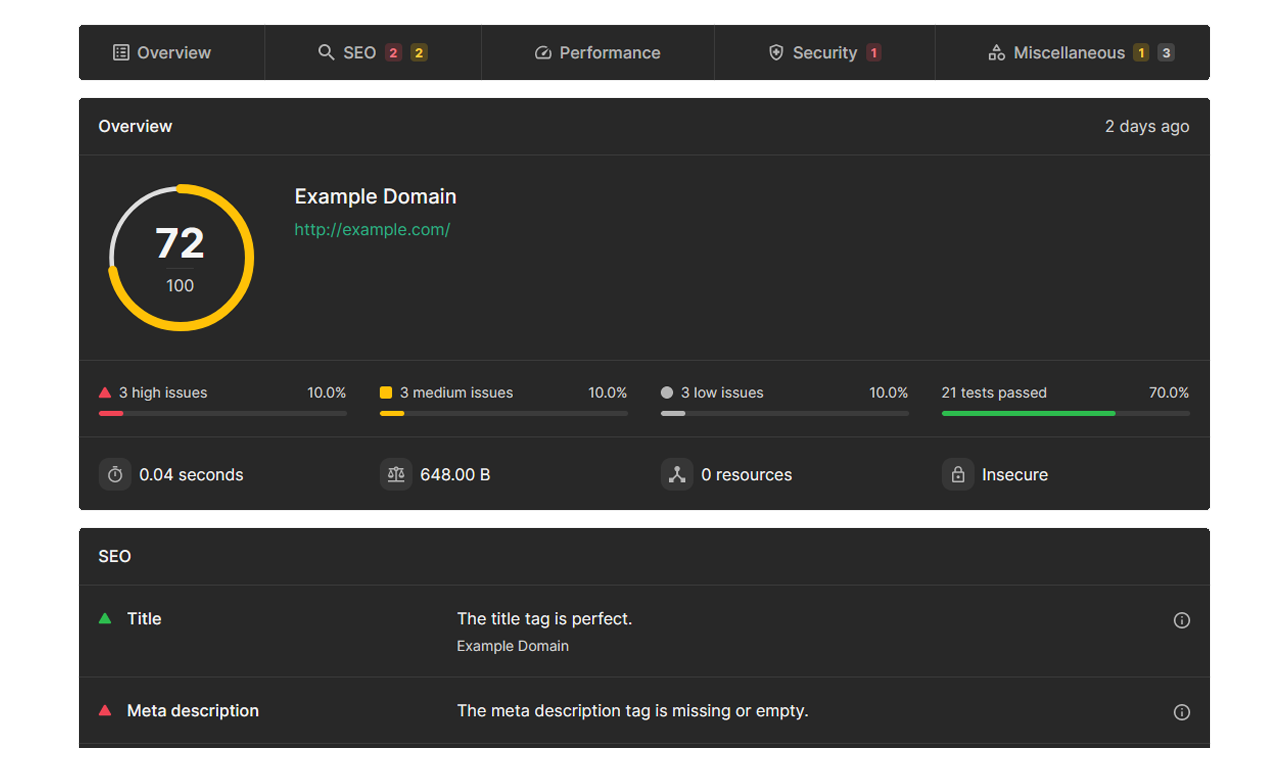 Overview SEO 2 2 Performance Security 1 Miscellaneous 1 3
Overview 2 days ago
72
100
Example Domain
http://example.com/
3 high issues 10.0% 3 medium issues 10.0% 3 low issues 10.0% 21 tests passed 70.0%
0.04 seconds 648.00 B 0 resources Insecure
SEO
Title The title tag is perfect.
Example Domain
Meta description The meta description tag is missing or empty.